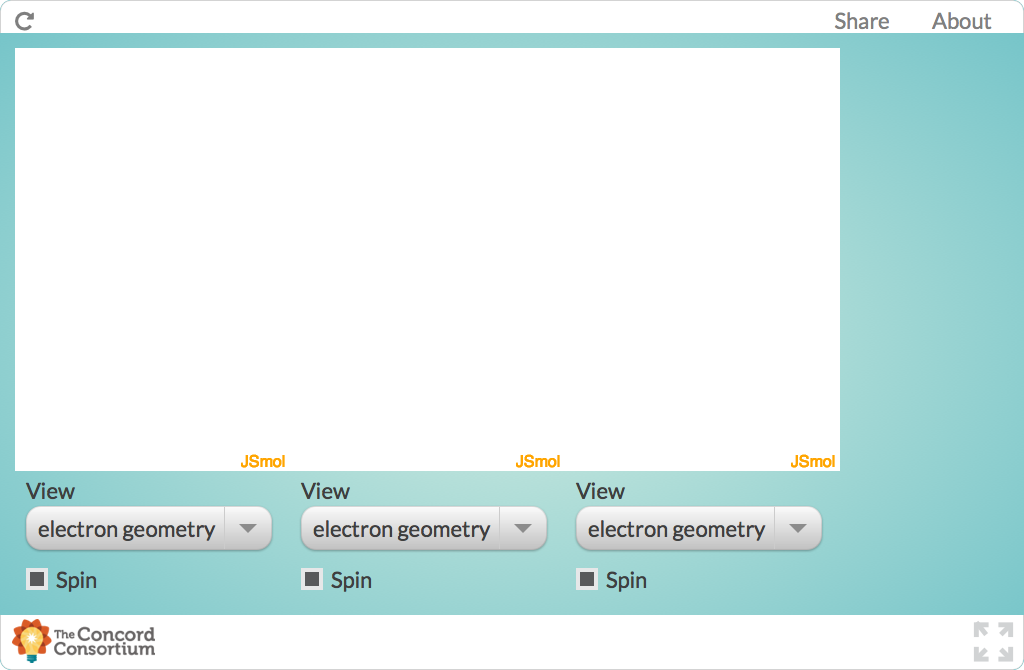 Share About
JSmol JSmol JSmol
View View View
electron geometry electron geometry electron geometry
Spin Spin Spin
The Concord
Consortium